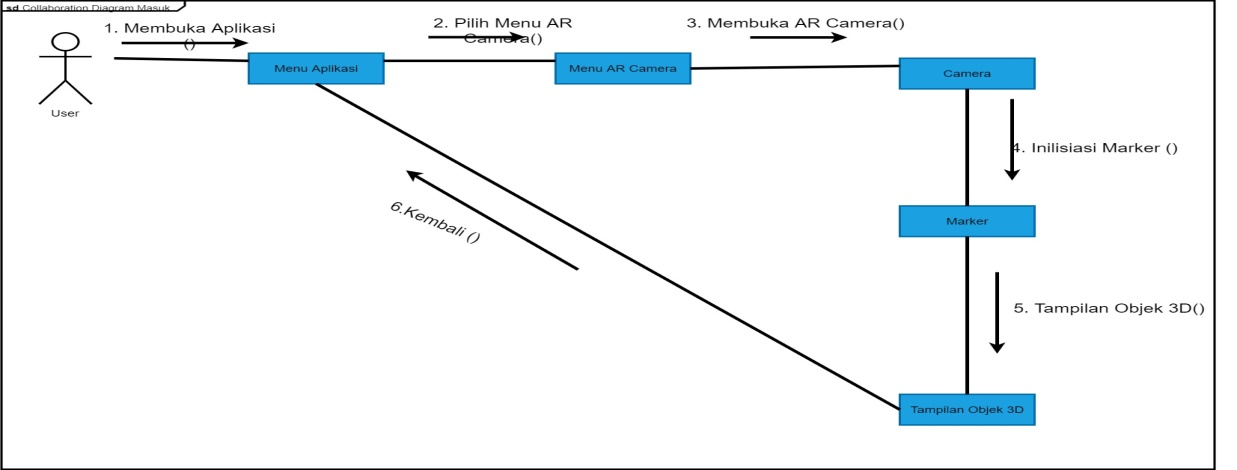 sd Collaboration Diagram Masuk
1. Membuka Aplikasi
()
2. Pilih Menu AR
Camera()
3. Membuka AR Camera()
User
Menu Aplikasi
Menu AR Camera
Camera
4. Inilisiasi Marker ()
Marker
6.Kembali ()
5. Tampilan Objek 3D()
Tampilan Objek 3D